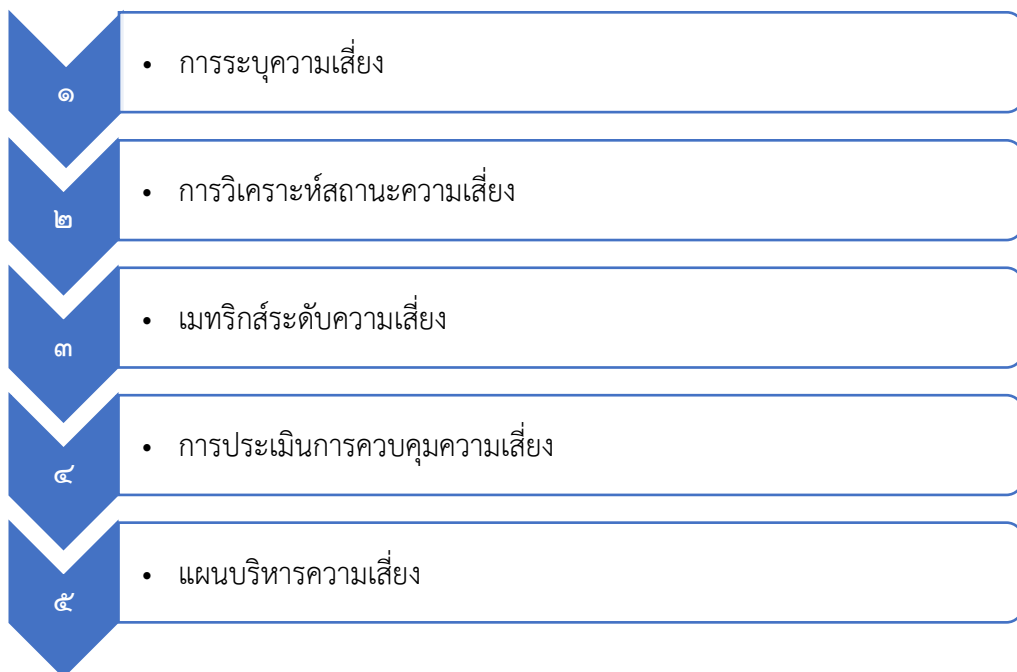 ๑
• การระบุความเสี่ยง
๒
• การวิเคราะห์สถานะความเสี่ยง
๓
• เมทริกส์ระดับความเสี่ยง
๔
• การประเมินการควบคุมความเสี่ยง
๕
• แผนบริหารความเสี่ยง